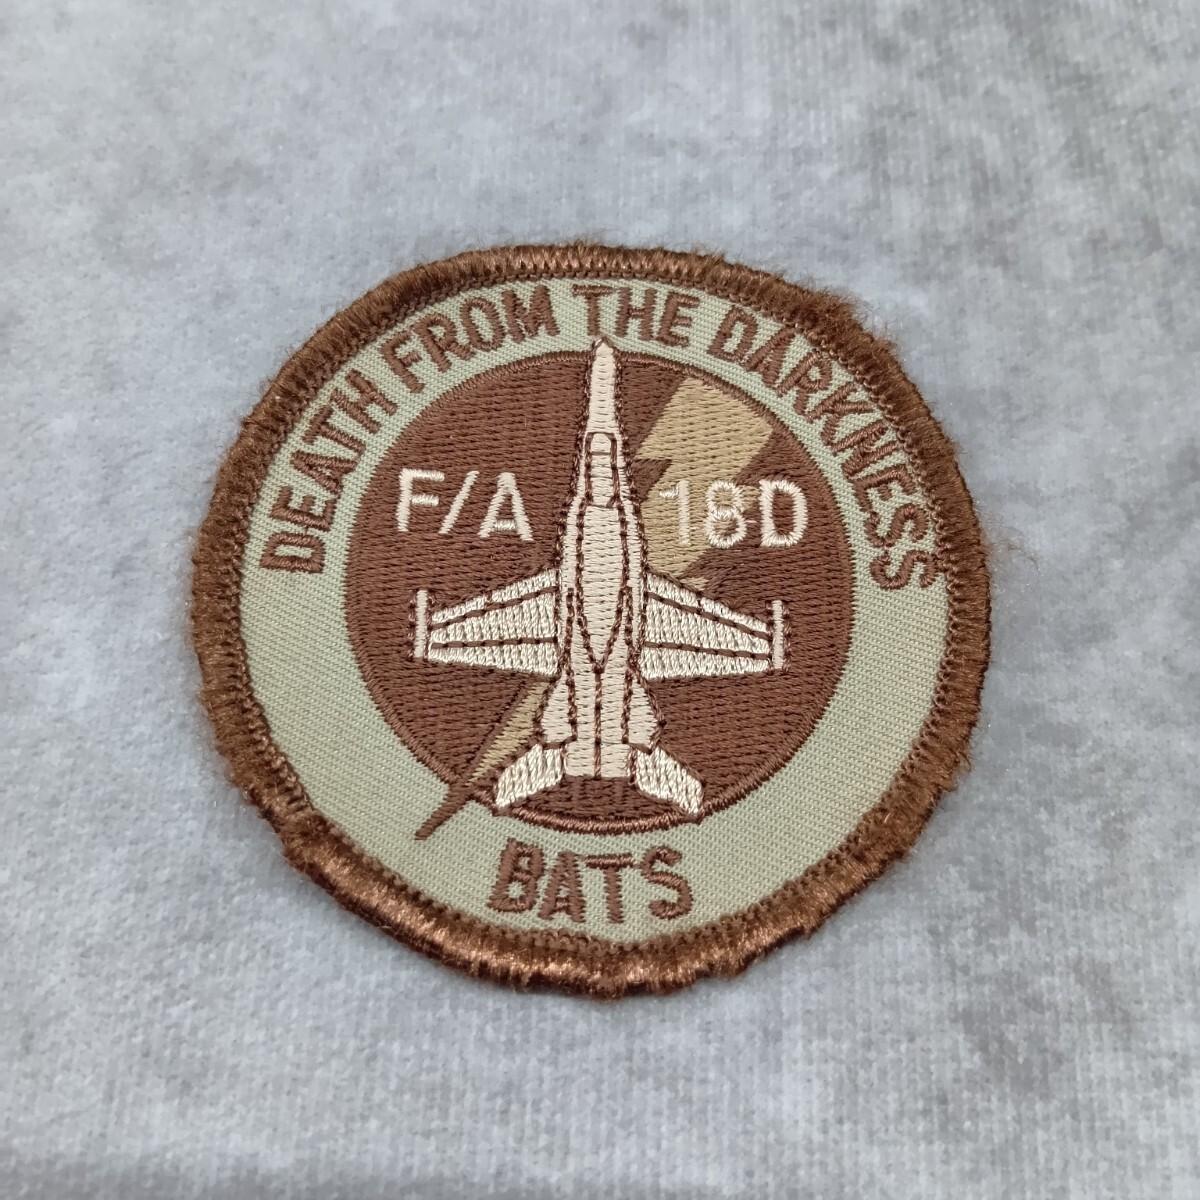 DEATH FROM THE DARKNESS
F/A 18D
BATS